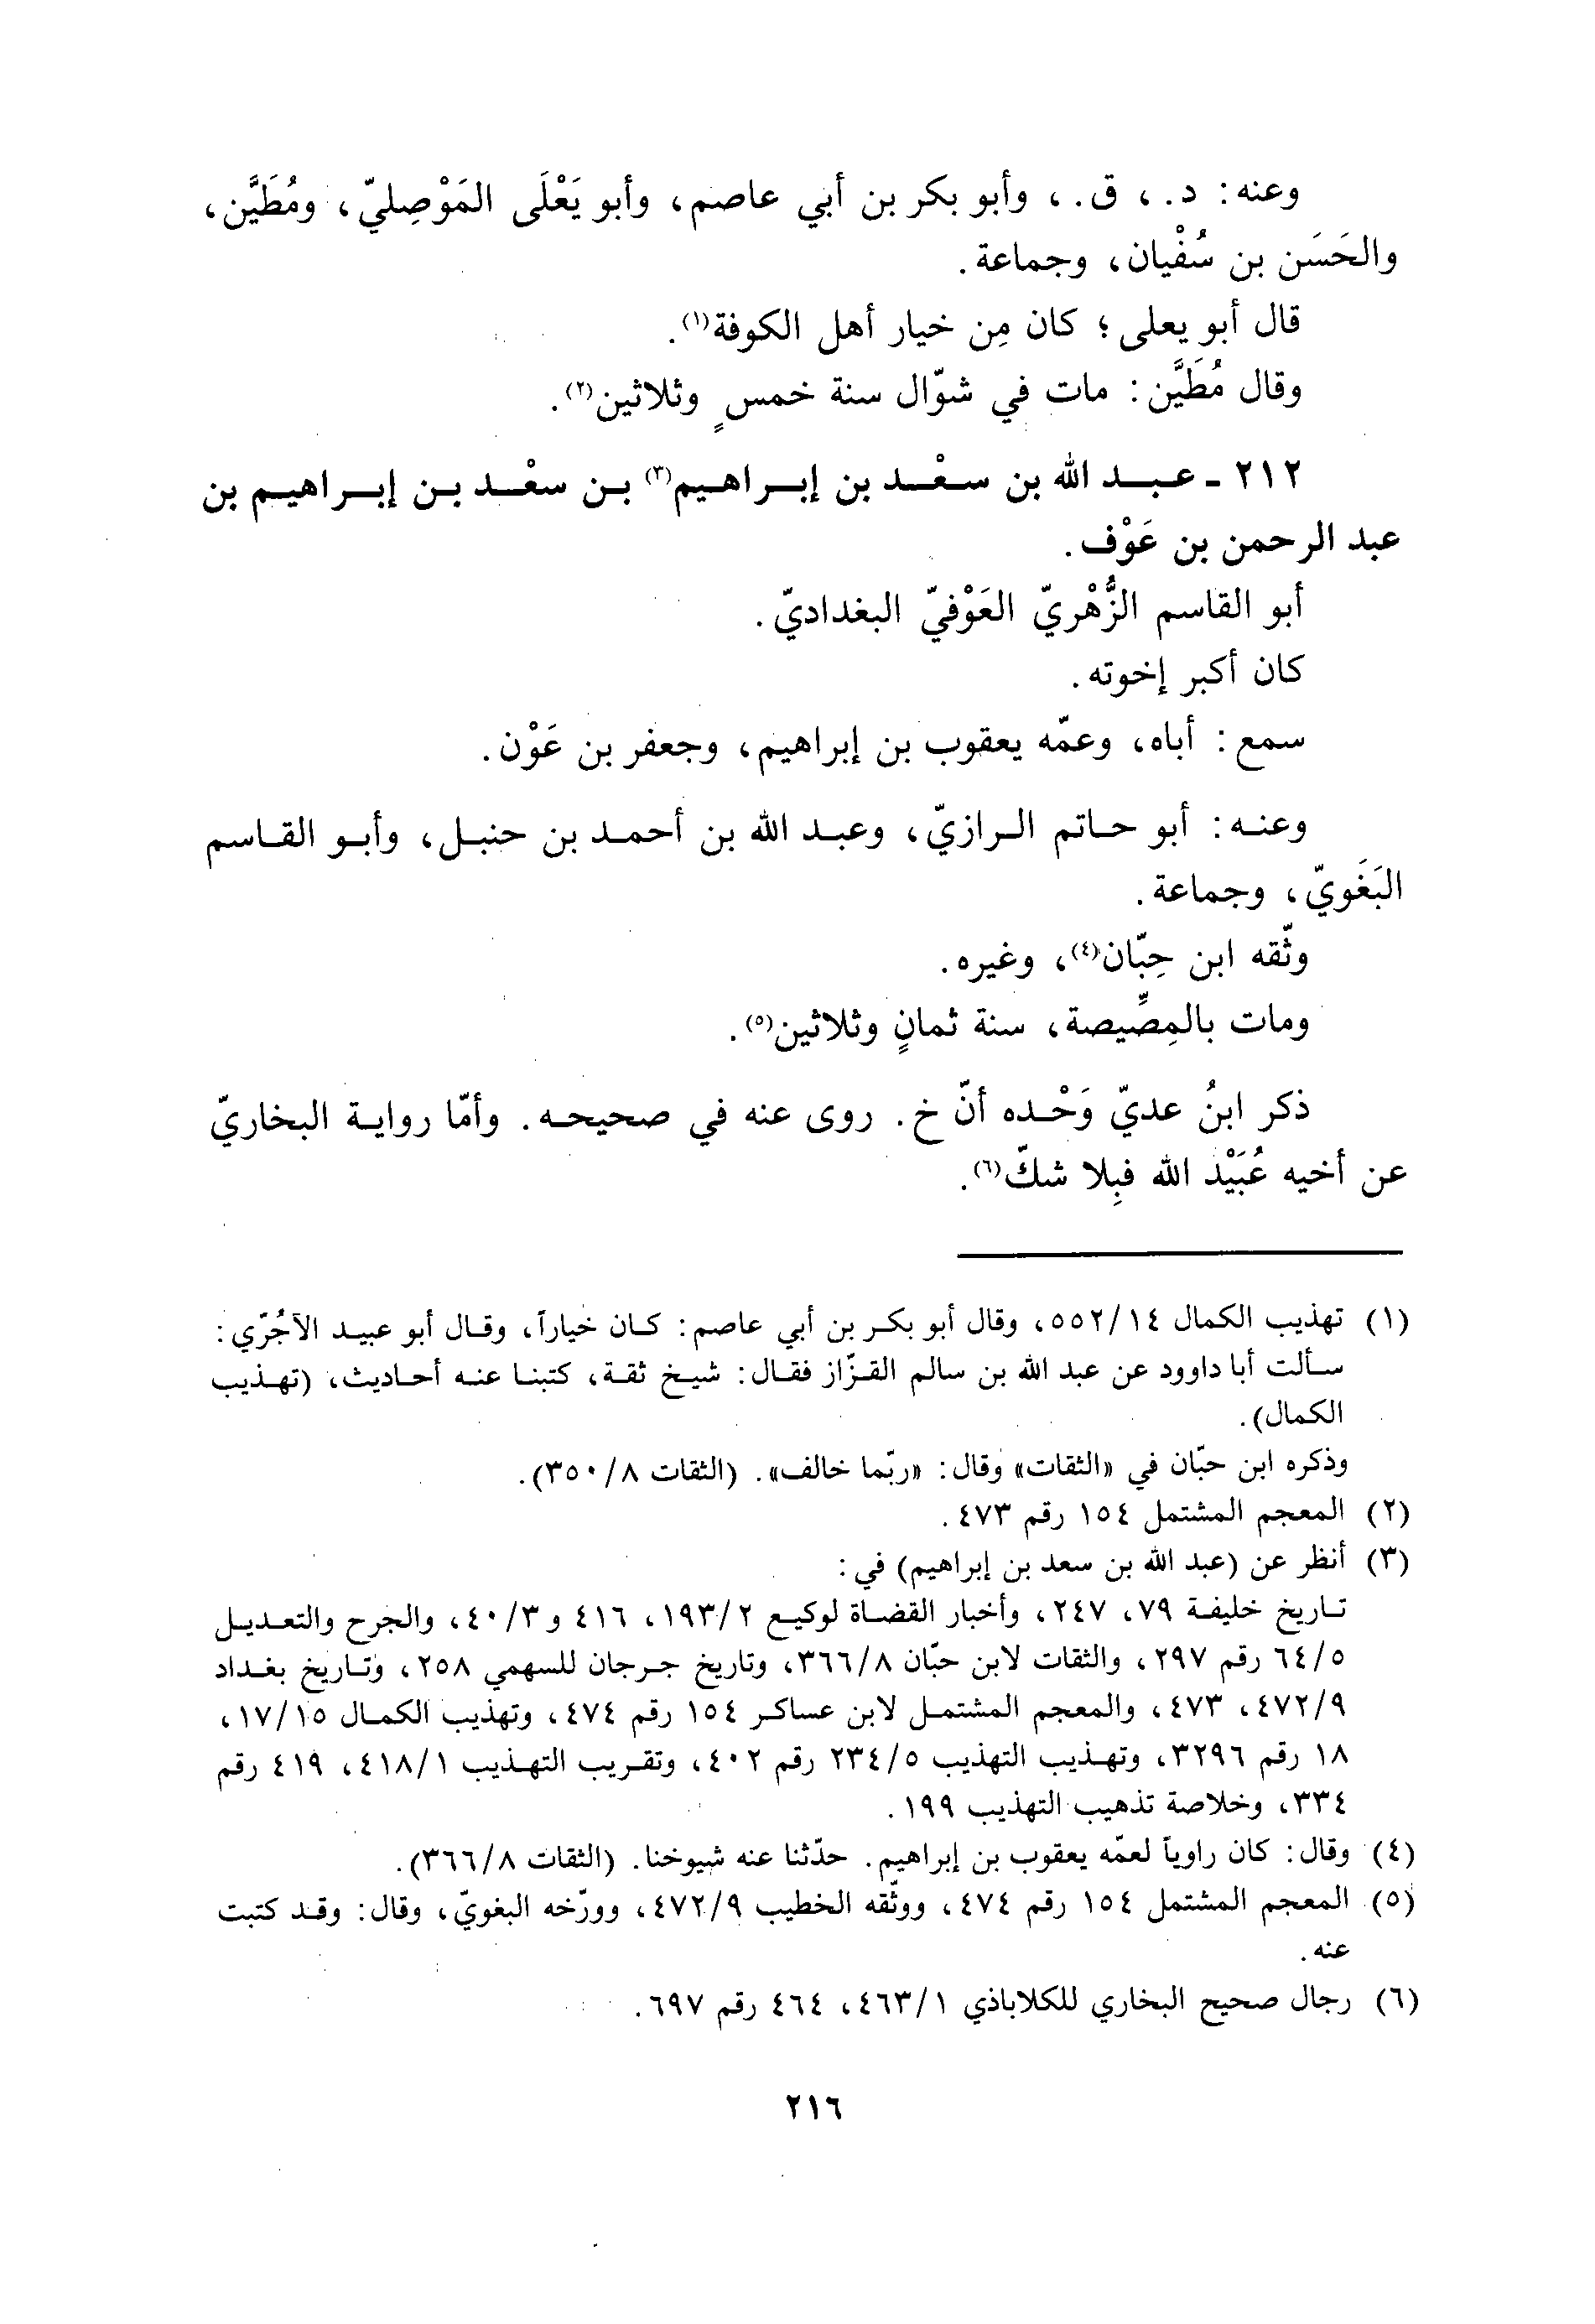 وعنه: د.، ق.، وأبو بكر بن أبي عاصم، وأبو يَعْلَى المَوْصِليّ، ومُطَيَّن،
والحَسَن بن سُفْيان، وجماعة.
قال أبو يعلى؛ كان مِن خيار أهل الكوفة(١).
وقال مُطَيَّن: مات في شوّال سنة خمسٍ وثلاثين(٢).
٢١٢ ـ عبد الله بن سعْد بن إبراهيم(٣) بن سعْد بن إبراهيم بن
عبد الرحمن بن عَوْف.
أبو القاسم الزُّهْريّ العَوْفيّ البغداديّ.
كان أكبر إخوته.
سمع: أباه، وعمّه يعقوب بن إبراهيم، وجعفر بن عَوْن.
وعنه: أبو حاتم الرازيّ، وعبد الله بن أحمد بن حنبل، وأبو القاسم
البَغَويّ، وجماعة.
وثّقه ابن حِبّان(٤)، وغيره.
ومات بالمِصِّيصة، سنة ثمانٍ وثلاثين(٥).
ذكر ابنُ عديّ وَحْده أنّ خ. روى عنه في صحيحه. وأمّا رواية البخاريّ
عن أخيه عُبَيْد الله فبِلا شكّ(٦).
(١) تهذيب الكمال ٥٥٢/١٤، وقال أبو بكر بن أبي عاصم: كان خياراً، وقال أبو عبيد الآجُرّي:
سألت أبا داوود عن عبد الله بن سالم القزّاز فقال: شيخ ثقة، كتبنا عنه أحاديث، (تهذيب
الكمال).
وذكره ابن حبّان في «الثقات» وقال: «ربّما خالف». (الثقات ٣٥٠/٨).
(٢) المعجم المشتمل ١٥٤ رقم ٤٧٣.
(٣) أنظر عن (عبد الله بن سعد بن إبراهيم) في:
تاريخ خليفة ٧٩، ٢٤٧، وأخبار القضاة لوكيع ١٩٣/٢، ٤١٦ و٤٠/٣، والجرح والتعديل
٦٤/٥ رقم ٢٩٧، والثقات لابن حبّان ٣٦٦/٨، وتاريخ جرجان للسهمي ٢٥٨، وتاريخ بغداد
٤٧٢/٩، ٤٧٣، والمعجم المشتمل لابن عساكر ١٥٤ رقم ٤٧٤، وتهذيب الكمال ١٧/١٥،
١٨ رقم ٣٢٩٦، وتهذيب التهذيب ٢٣٤/٥ رقم ٤٠٢، وتقريب التهذيب ٤١٨/١، ٤١٩ رقم
٣٣٤، وخلاصة تذهيب التهذيب ١٩٩.
(٤) وقال: كان راوياً لعمّه يعقوب بن إبراهيم. حدّثنا عنه شيوخنا. (الثقات ٣٦٦/٨).
(٥) المعجم المشتمل ١٥٤ رقم ٤٧٤، ووثّقه الخطيب ٤٧٢/٩، وورّخه البغويّ، وقال: وقد كتبت
عنه.
(٦) رجال صحيح البخاري للكلاباذي ٤٦٣/١، ٤٦٤ رقم ٦٩٧.
٢١٦